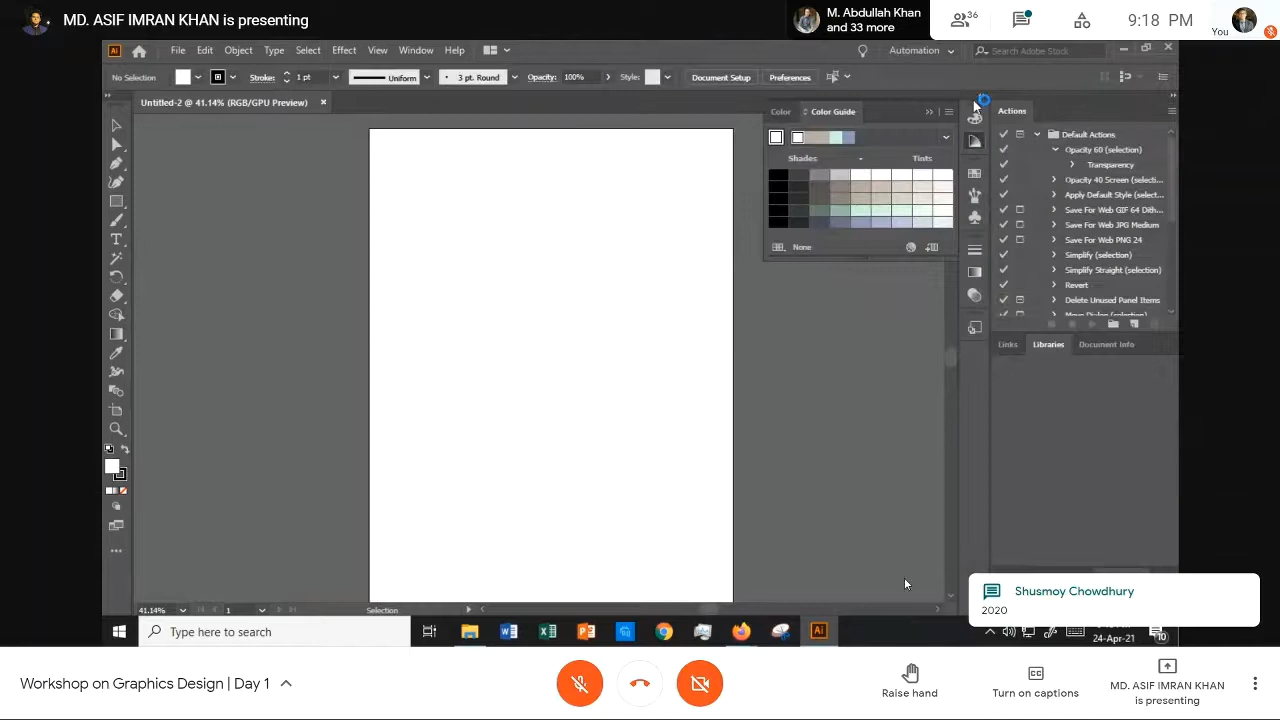 MD. ASIF IMRAN KHAN is presenting
M. Abdullah Khan
and 33 more
36
9:18 PM
You
Ai
File Edit Object Type Select Effect View Window Help
Automation
Search Adobe Stock
No Selection
Stroke:
1 pt
Uniform
3 pt. Round
Opacity:
100%
Style:
Document Setup
Preferences
Untitled-2 @ 41.14% (RGB/GPU Preview)
Color
Color Guide
Shades
Tints
None
Actions
Default Actions
Opacity 60 (selection)
Transparency
Opacity 40 Screen (selecti...
Apply Default Style (select...
Save For Web GIF 64 Dith...
Save For Web JPG Medium
Save For Web PNG 24
Simplify (selection)
Simplify Straight (selection)
Revert
Delete Unused Panel Items
Links
Libraries
Document Info
41.14%
1
Selection
Shusmoy Chowdhury
2020
Type here to search
Ai
24-Apr-21
10
Workshop on Graphics Design | Day 1
Raise hand
Turn on captions
MD. ASIF IMRAN KHAN
is presenting